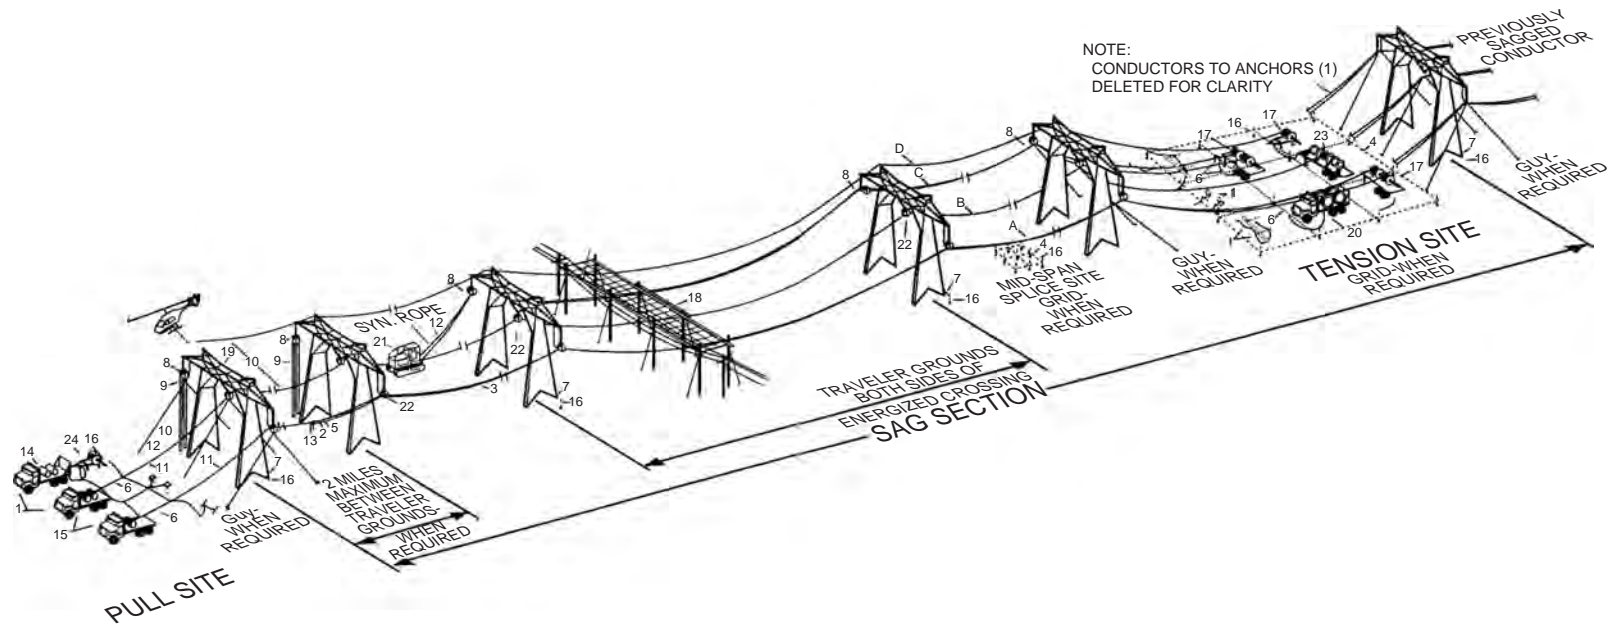 NOTE:
CONDUCTORS TO ANCHORS (1)
DELETED FOR CLARITY
PREVIOUSLY
SAGGED
CONDUCTOR
17
16
17
23
4
7
16
17
GUY-
WHEN
REQUIRED
8
D
C
B
A
8
6
1
6
20
22
4
16
7
16
MID-SPAN
SPLICE SITE
GRID-
WHEN
REQUIRED
GUY-
WHEN
REQUIRED
TENSION SITE
GRID-WHEN
REQUIRED
18
8
SYN. ROPE
12
21
22
3
7
16
8
9
19
10
8
9
22
13
2
5
10
12
11
11
7
16
14
24
16
6
6
1
15
GUY-
WHEN
REQUIRED
2 MILES
MAXIMUM
BETWEEN
TRAVELER
GROUNDS-
WHEN
REQUIRED
TRAVELER GROUNDS
BOTH SIDES OF
ENERGIZED CROSSING
SAG SECTION
PULL SITE